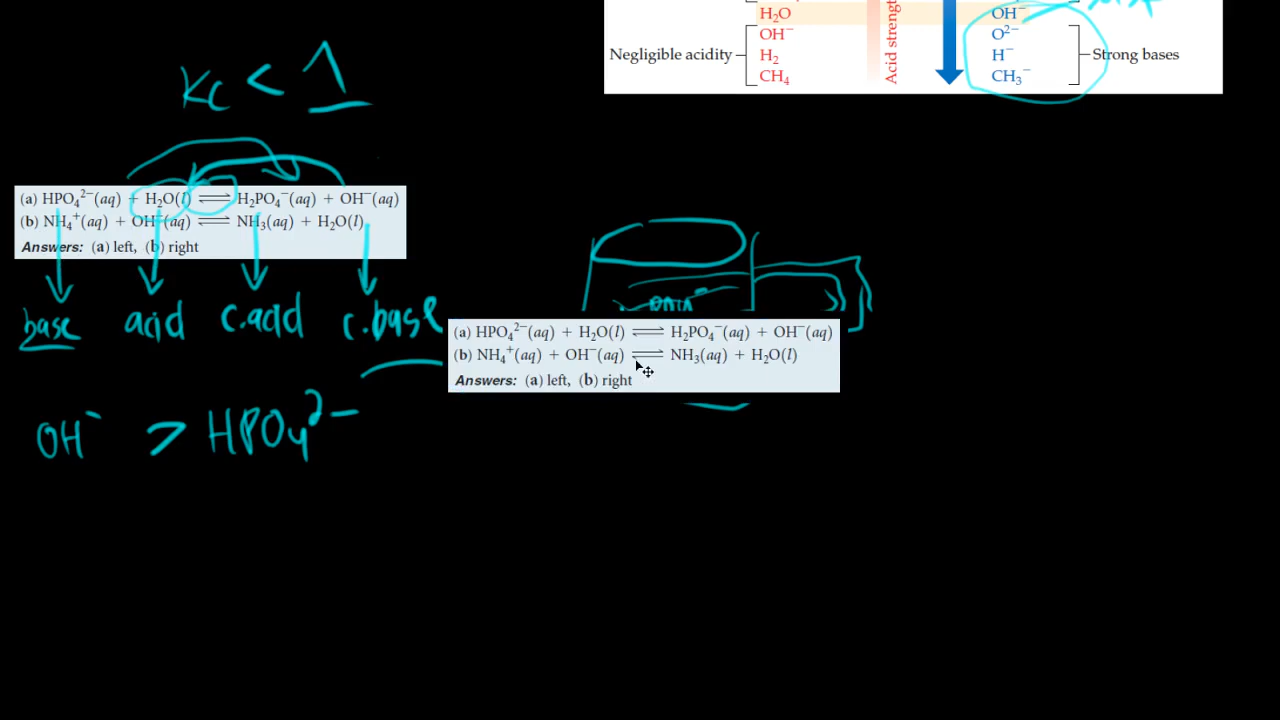 H₂O OH⁻
OH⁻ O²⁻
Negligible acidity H₂ H⁻ Strong bases
CH₄ CH₃⁻
Acid strength
Kc < 1
(a) HPO₄²⁻(aq) + H₂O(l) ⇌ H₂PO₄⁻(aq) + OH⁻(aq)
(b) NH₄⁺(aq) + OH⁻(aq) ⇌ NH₃(aq) + H₂O(l)
Answers: (a) left, (b) right
base acid c.acid c.base
(a) HPO₄²⁻(aq) + H₂O(l) ⇌ H₂PO₄⁻(aq) + OH⁻(aq)
(b) NH₄⁺(aq) + OH⁻(aq) ⇌ NH₃(aq) + H₂O(l)
Answers: (a) left, (b) right
OH⁻ > HPO₄²⁻